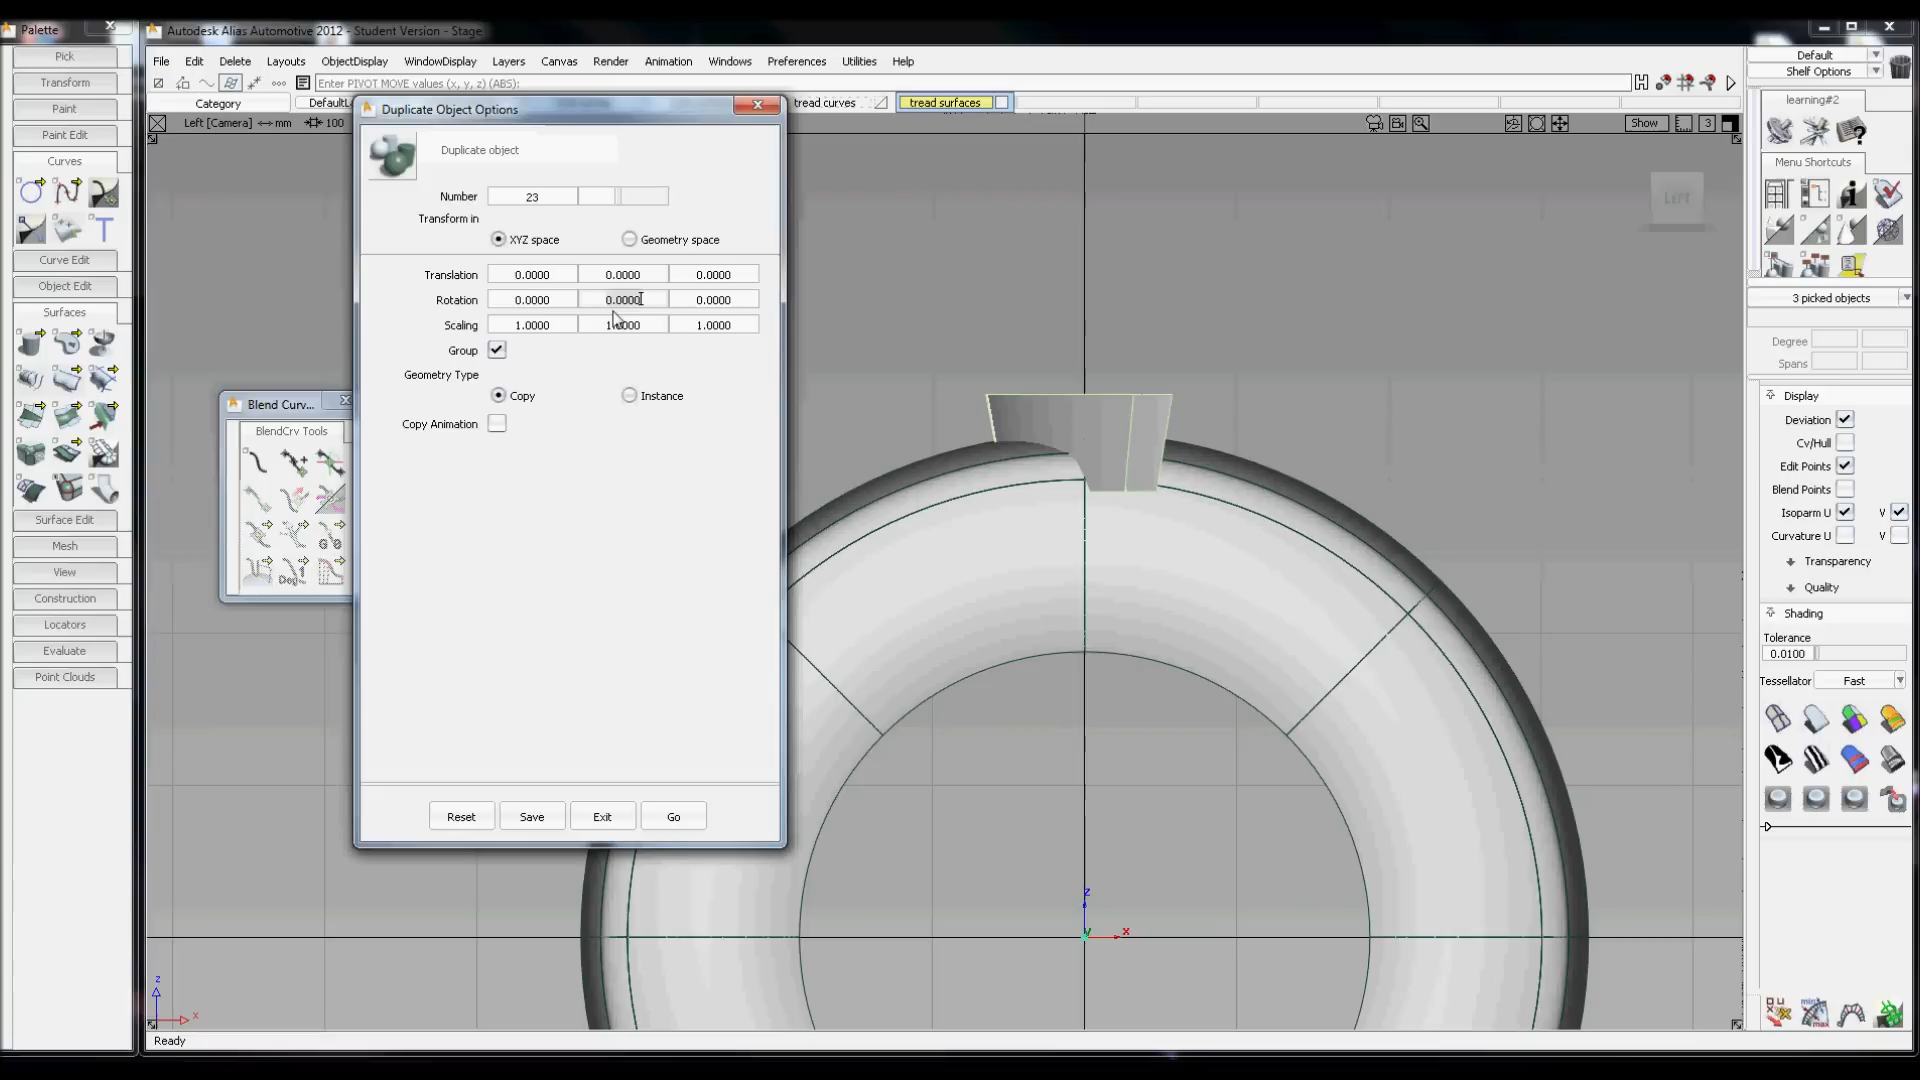 Palette
Autodesk Alias Automotive 2012 - Student Version - Stage
File Edit Delete Layouts ObjectDisplay WindowDisplay Layers Canvas Render Animation Windows Preferences Utilities Help
Enter PIVOT MOVE values (x, y, z) (ABS):
Category DefaultL tread curves tread surfaces
Left [Camera] mm 100 Show 3
Pick
Transform
Paint
Paint Edit
Curves
Curve Edit
Object Edit
Surfaces
Surface Edit
Mesh
View
Construction
Locators
Evaluate
Point Clouds
Blend Curv...
BlendCrv Tools
Duplicate Object Options
Duplicate object
Number 23
Transform in
XYZ space Geometry space
Translation 0.0000 0.0000 0.0000
Rotation 0.0000 0.0000 0.0000
Scaling 1.0000 1.0000 1.0000
Group
Geometry Type
Copy Instance
Copy Animation
Reset Save Exit Go
LEFT
z
y x
z
x
Ready
Default
Shelf Options
learning#2
Menu Shortcuts
3 picked objects
Degree
Spans
Display
Deviation
Cv/Hull
Edit Points
Blend Points
Isoparm U V
Curvature U V
Transparency
Quality
Shading
Tolerance
0.0100
Tessellator Fast